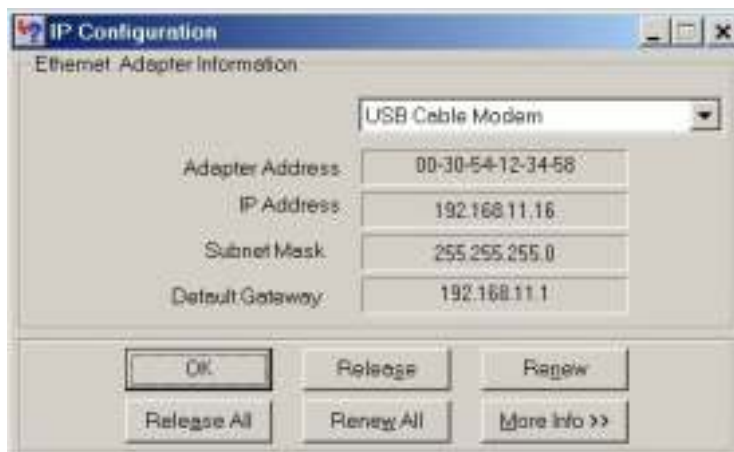 IP Configuration
Ethernet Adapter Information
USB Cable Modem
Adapter Address 00-30-54-12-34-58
IP Address 192.168.11.16
Subnet Mask 255.255.255.0
Default Gateway 192.168.11.1
OK Release Renew
Release All Renew All More Info >>